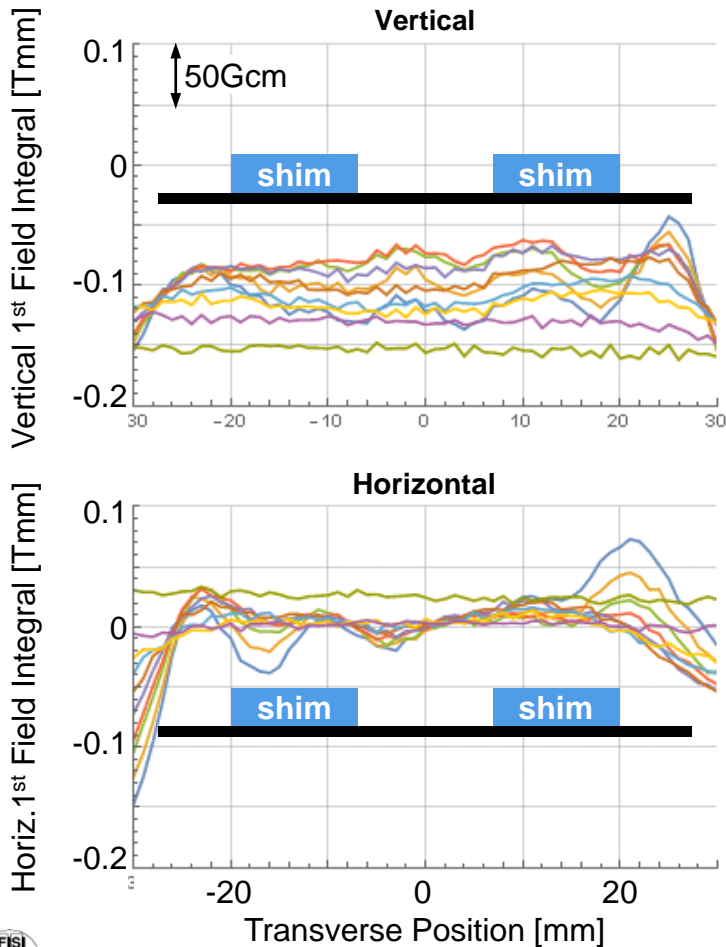 Vertical
Vertical 1st Field Integral [Tmm]
0.1
50Gcm
0
shim shim
-0.1
-0.2
30 -20 -10 0 10 20 30
Horizontal
Horiz.1st Field Integral [Tmm]
0.1
0
shim shim
-0.1
-0.2
-20 0 20
Transverse Position [mm]